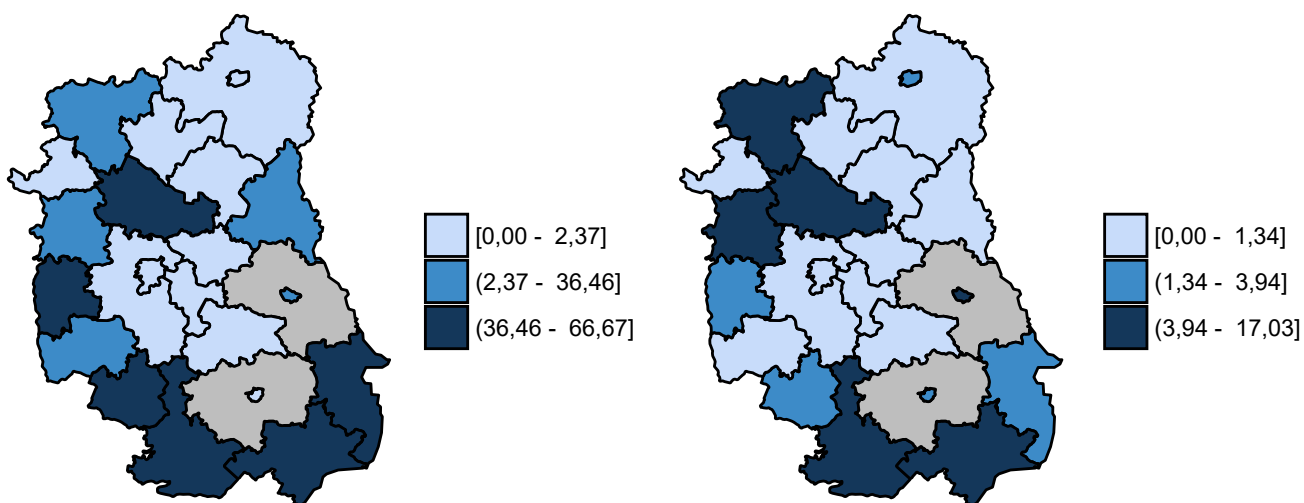 [0,00 - 2,37]
(2,37 - 36,46]
(36,46 - 66,67]
[0,00 - 1,34]
(1,34 - 3,94]
(3,94 - 17,03]